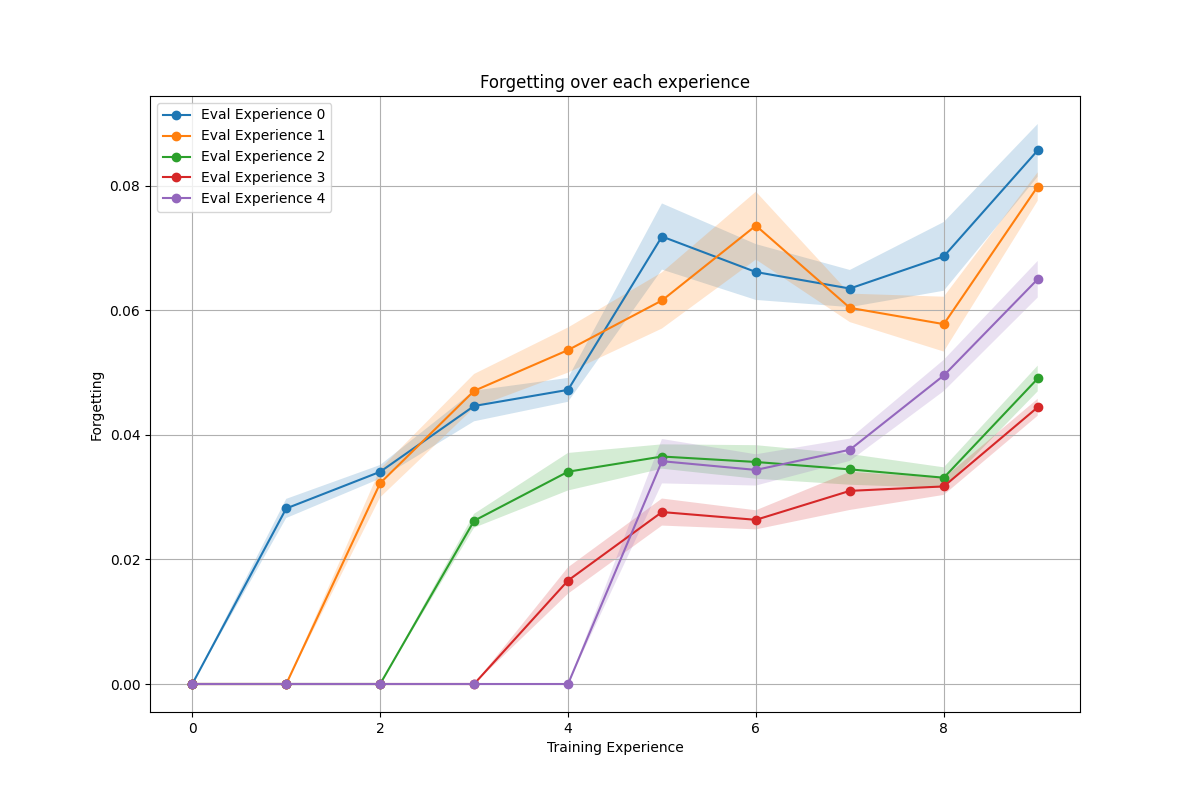 Forgetting over each experience
Eval Experience 0
Eval Experience 1
Eval Experience 2
Eval Experience 3
Eval Experience 4
Forgetting
0.08
0.06
0.04
0.02
0.00
0 2 4 6 8
Training Experience